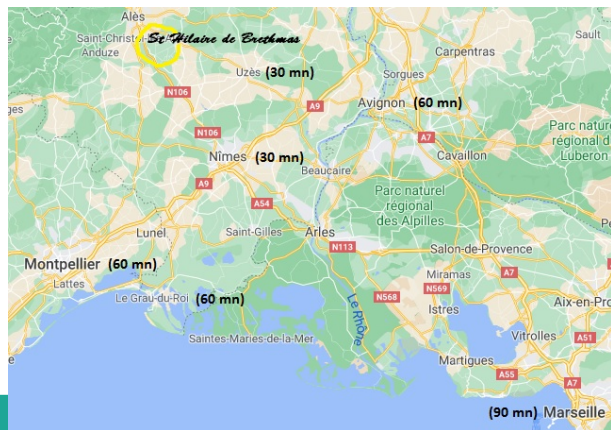 Alès
Sault
Saint-Christol- St Hilaire de Brethmas
Anduze
Carpentras
Uzès (30 mn)
Sorgues
N106
A9
Avignon (60 mn)
Parc naturel
régional du
Luberon
N106
A7
Nîmes (30 mn)
Cavaillon
Beaucaire
A9
Parc naturel
régional
des Alpilles
A54
Lunel
Saint-Gilles
Arles
N113
Salon-de-Provence
Montpellier (60 mn)
Miramas
A7
Lattes
Le Grau-du-Roi (60 mn)
N568
N569
Aix-en-Prov
Istres
Le Rhône
Saintes-Maries-de-la-Mer
Vitrolles
A51
Martigues
A55
A7
(90 mn) Marseille